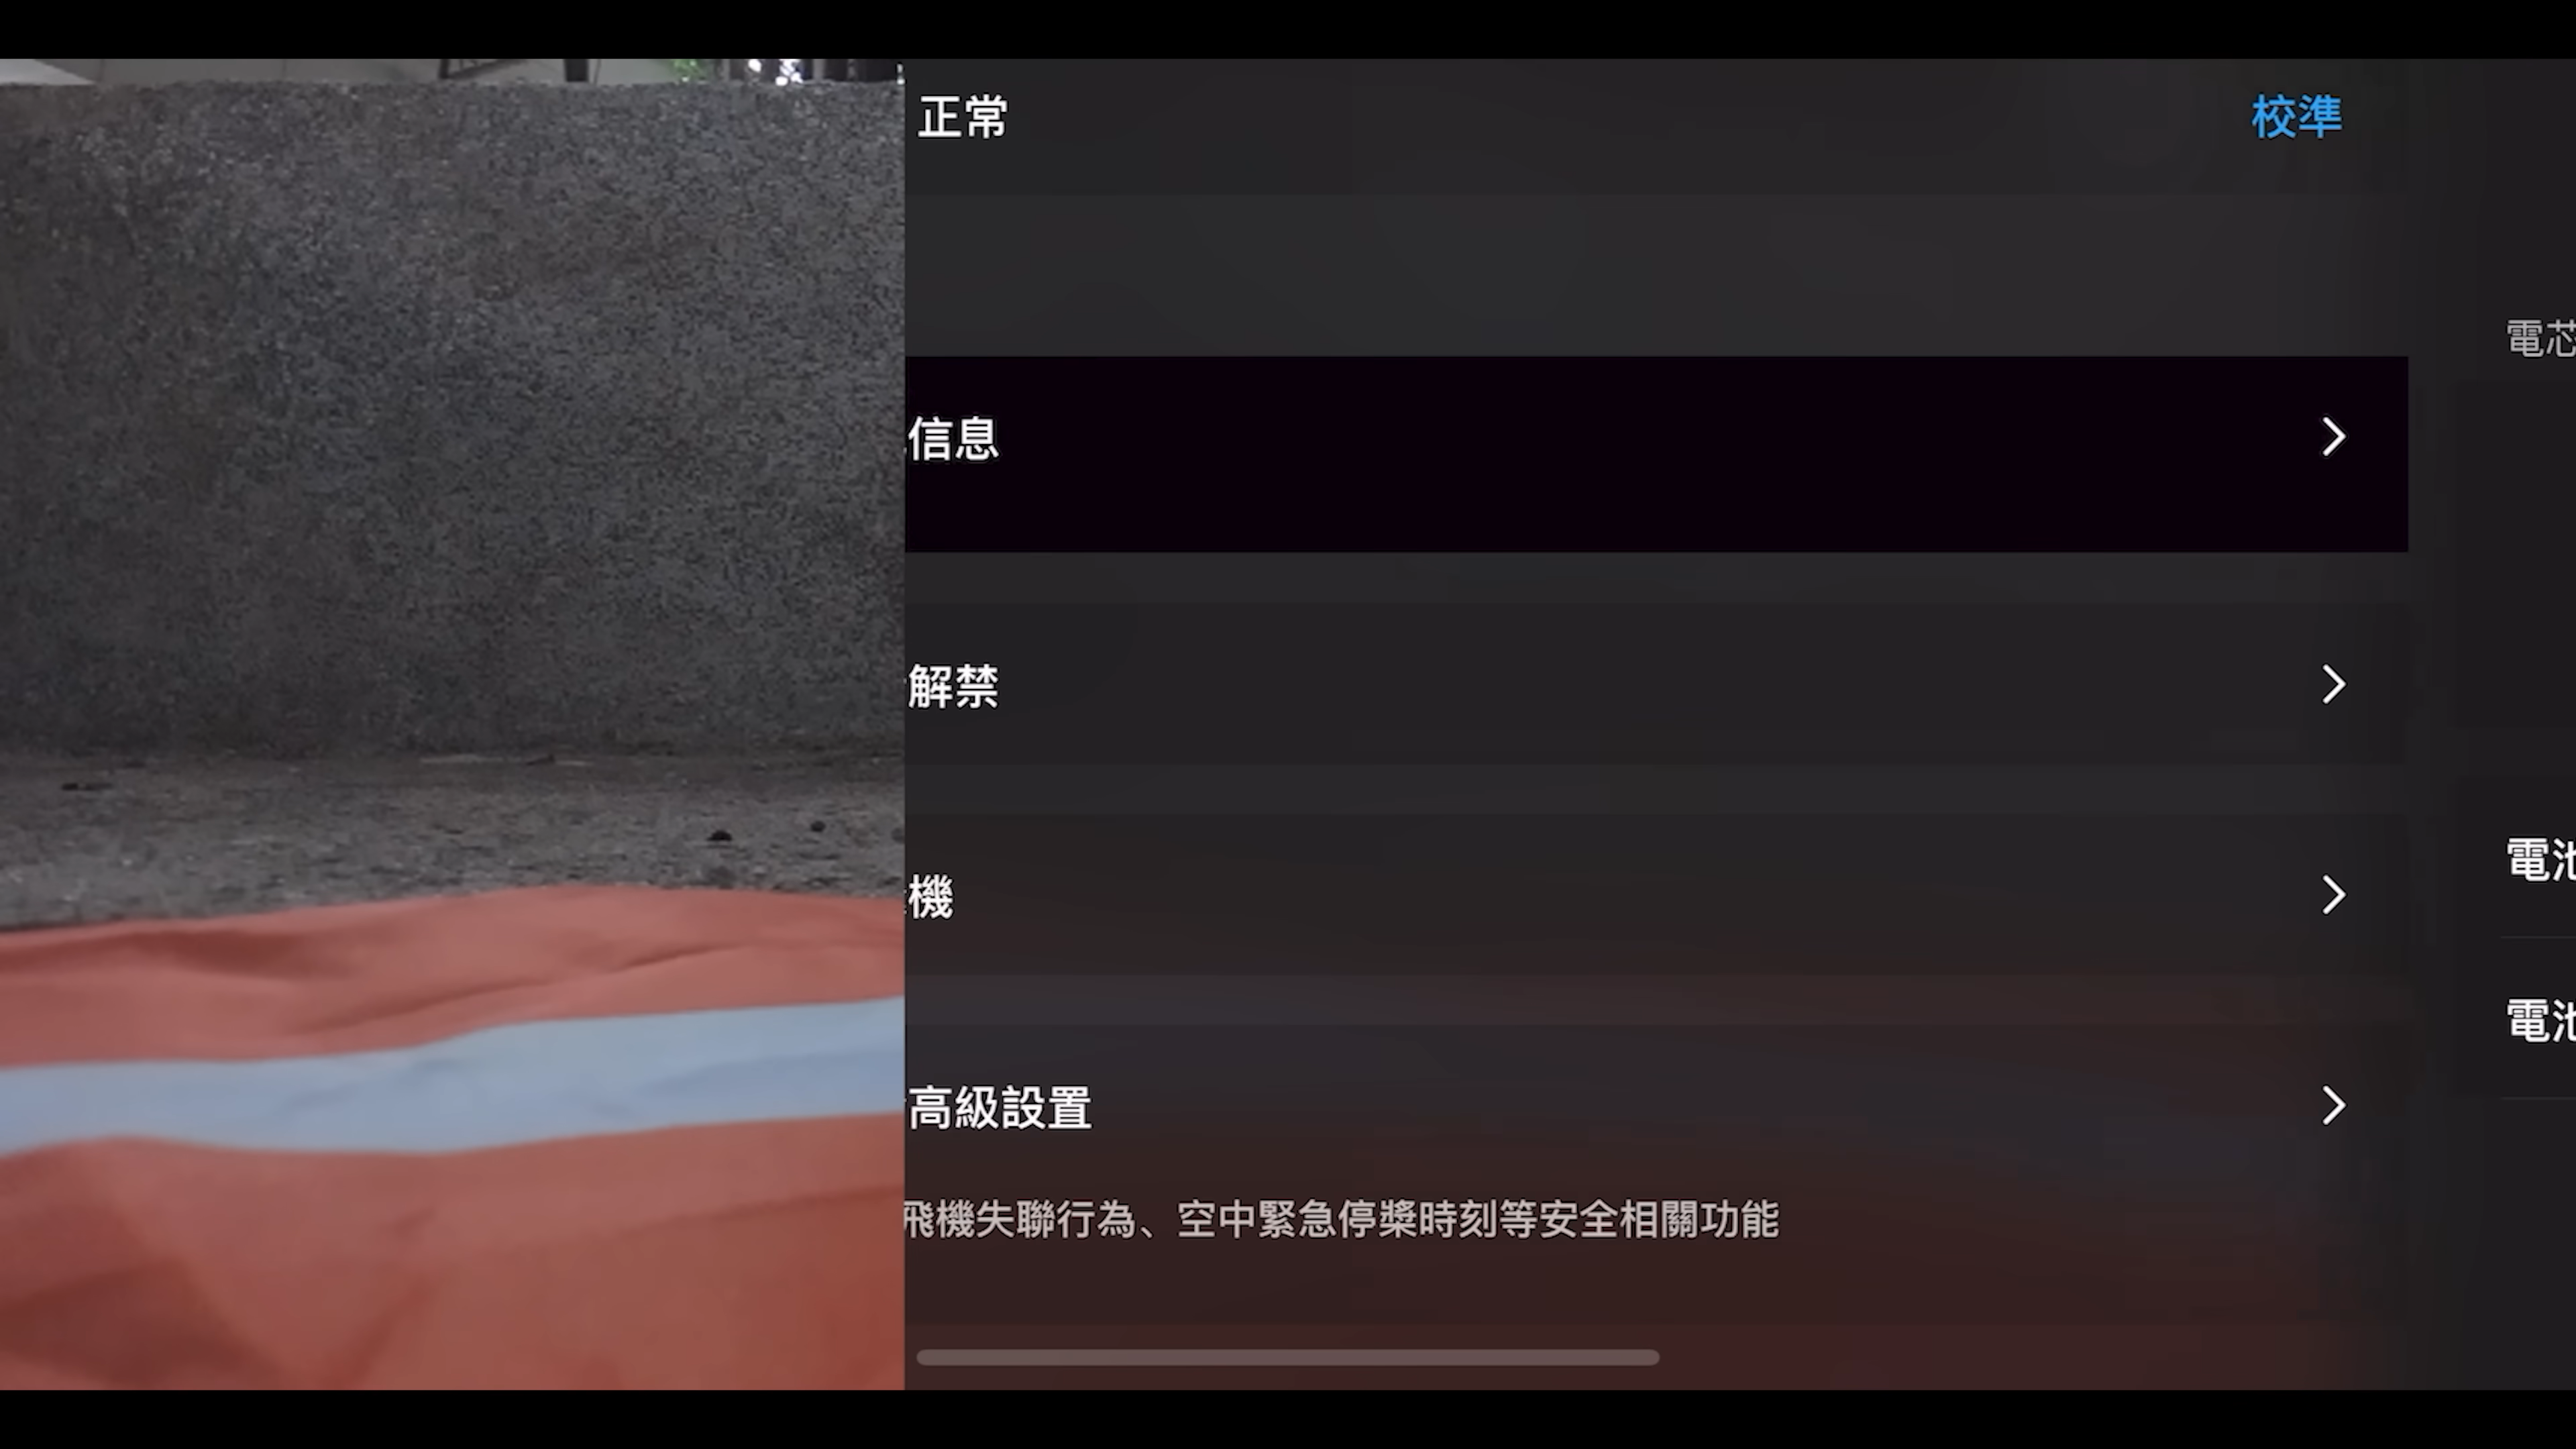 正常
校準
電芯
信息
解禁
電池
機
電池
高級設置
飛機失聯行為、空中緊急停槳時刻等安全相關功能